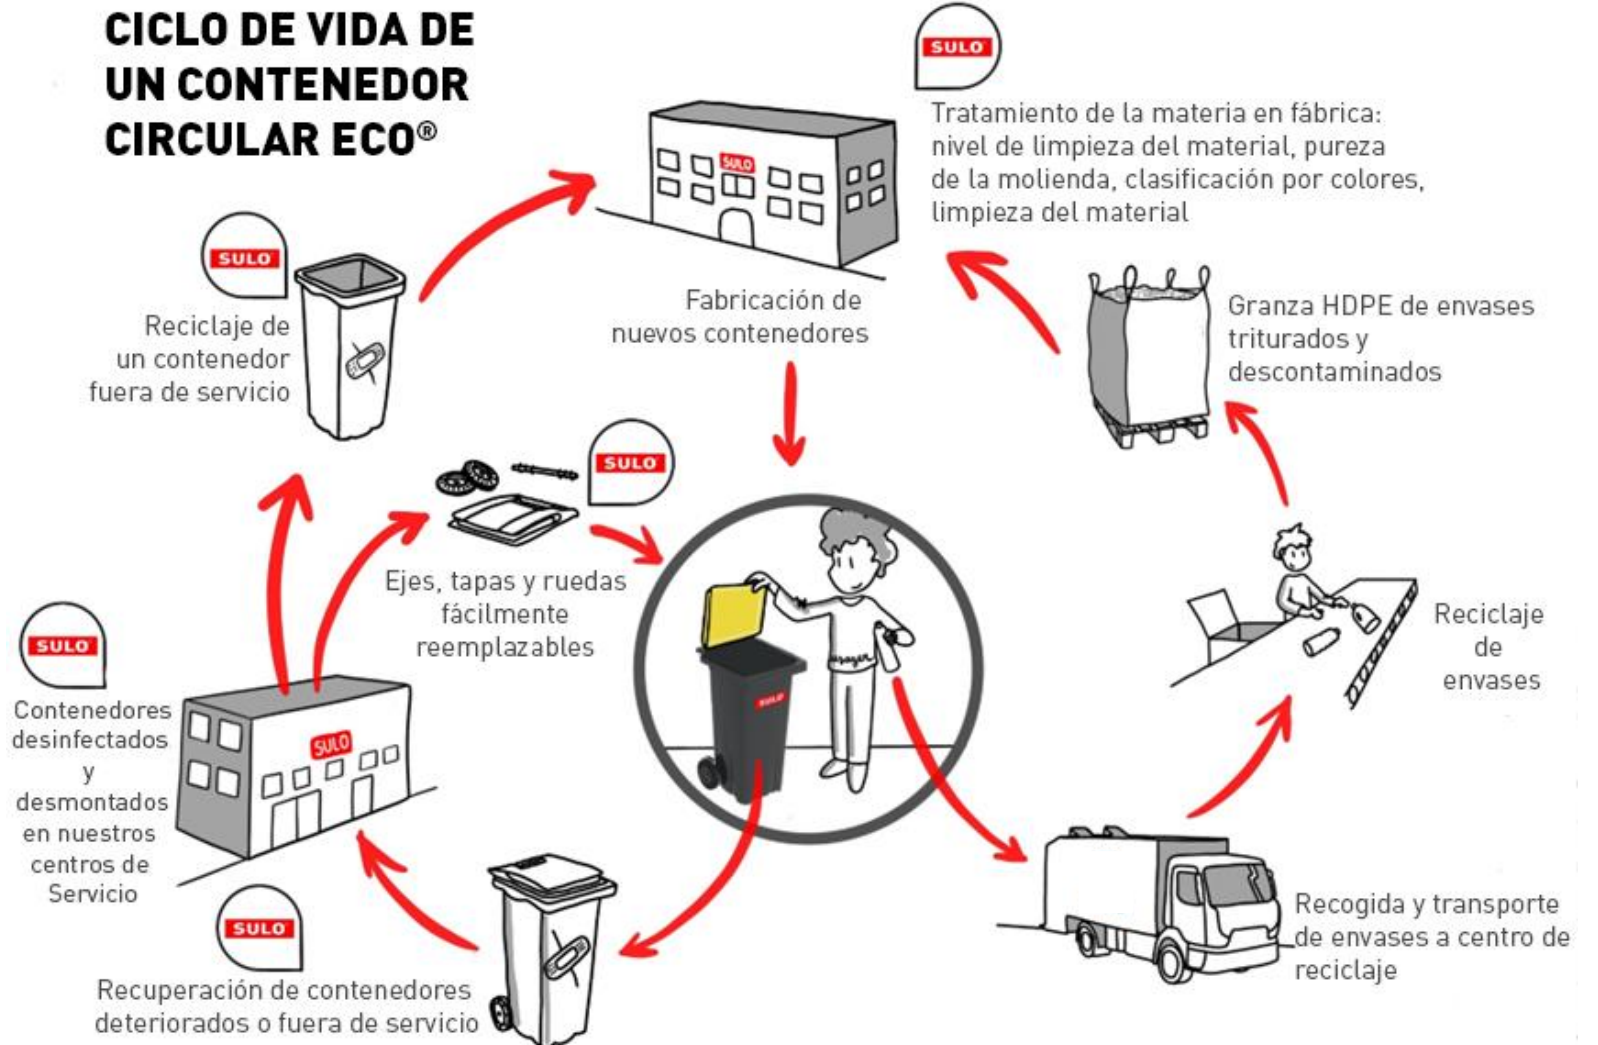 CICLO DE VIDA DE
UN CONTENEDOR
CIRCULAR ECO®
SULO
Tratamiento de la materia en fábrica:
nivel de limpieza del material, pureza
de la molienda, clasificación por colores,
limpieza del material
SULO
Fabricación de
nuevos contenedores
SULO
Reciclaje de
un contenedor
fuera de servicio
Granza HDPE de envases
triturados y
descontaminados
SULO
Ejes, tapas y ruedas
fácilmente
reemplazables
SULO
Reciclaje
de
envases
SULO
Contenedores
desinfectados
y
desmontados
en nuestros
centros de
Servicio
SULO
Recogida y transporte
de envases a centro de
reciclaje
SULO
Recuperación de contenedores
deteriorados o fuera de servicio